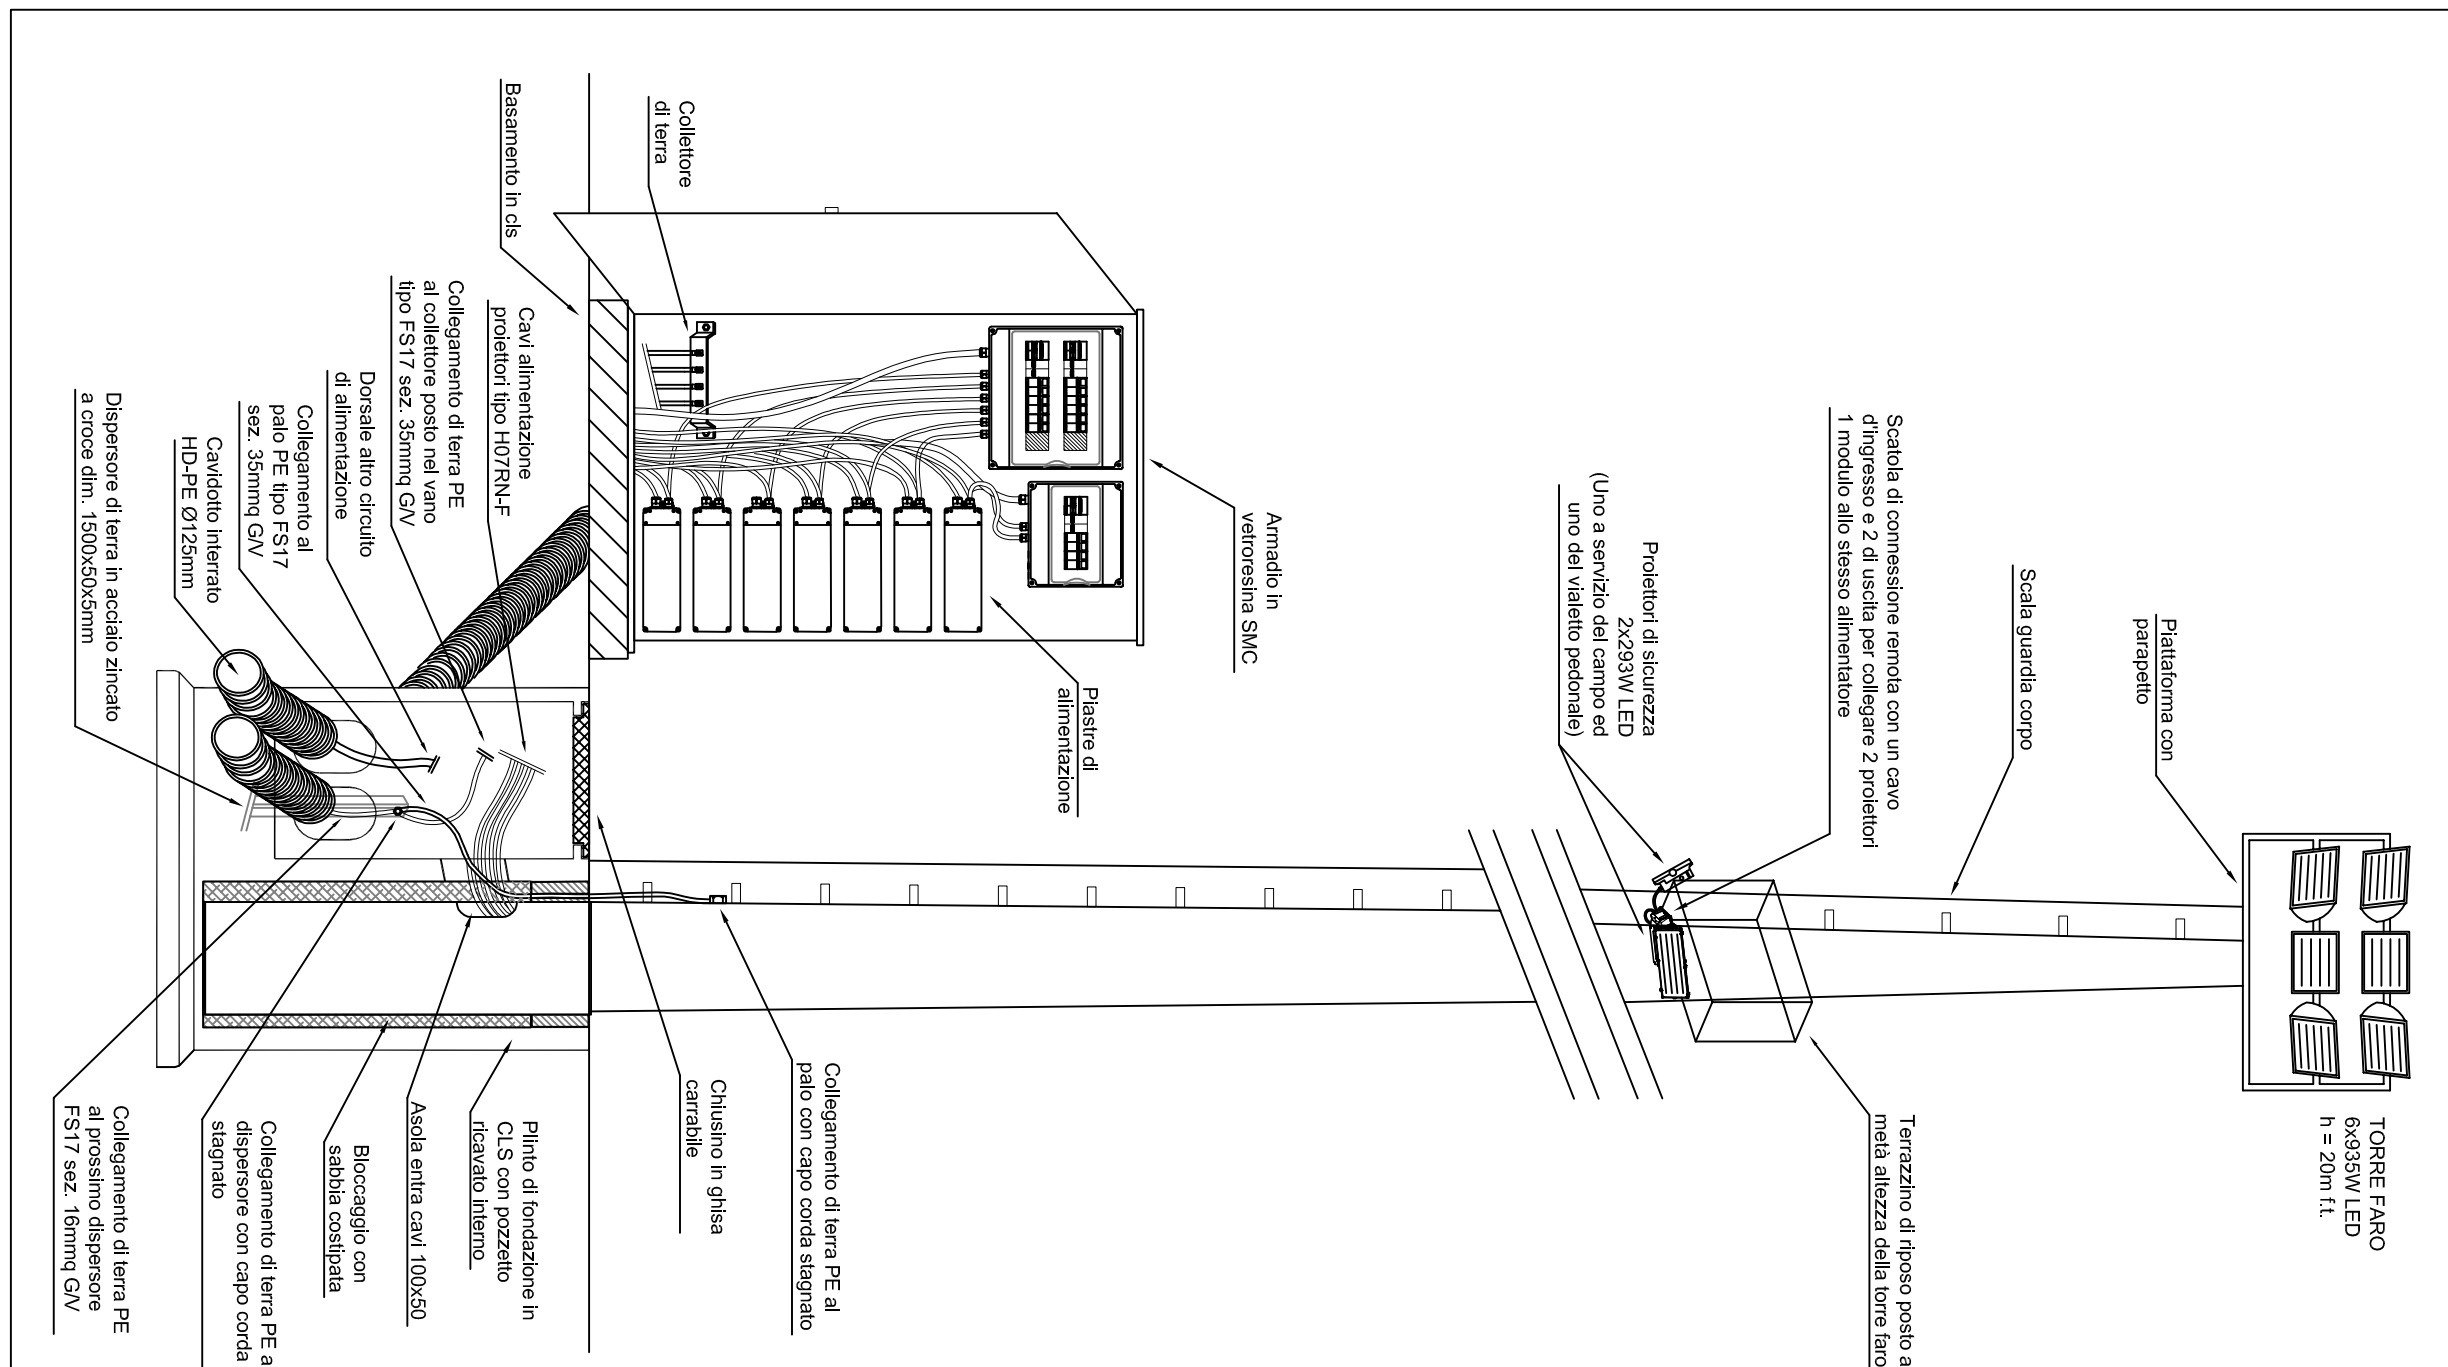 TORRE FARO
6x935W LED
h = 20m f.t.
Piattaforma con
parapetto
Scala guardia corpo
Scatola di connessione remota con un cavo
d'ingresso e 2 di uscita per collegare 2 proiettori
1 modulo allo stesso alimentatore
Terrazzino di riposo posto a
metà altezza della torre faro
Proiettori di sicurezza
2x293W LED
(Uno a servizio del campo ed
uno del vialetto pedonale)
Armadio in
vetroresina SMC
Piastre di
alimentazione
Collegamento di terra PE al
palo con capo corda stagnato
Chiusino in ghisa
carrabile
Collettore
di terra
Basamento in cls
Cavi alimentazione
proiettori tipo H07RN-F
Collegamento di terra PE
al collettore posto nel vano
tipo FS17 sez. 35mmq G/V
Dorsale altro circuito
di alimentazione
Collegamento al
palo PE tipo FS17
sez. 35mmq G/V
Cavidotto interrato
HD-PE Ø125mm
Dispersore di terra in acciaio zincato
a croce dim. 1500x50x5mm
Plinto di fondazione in
CLS con pozzetto
ricavato interno
Asola entra cavi 100x50
Bloccaggio con
sabbia costipata
Collegamento di terra PE a
dispersore con capo corda
stagnato
Collegamento di terra PE
al prossimo dispersore
FS17 sez. 16mmq G/V